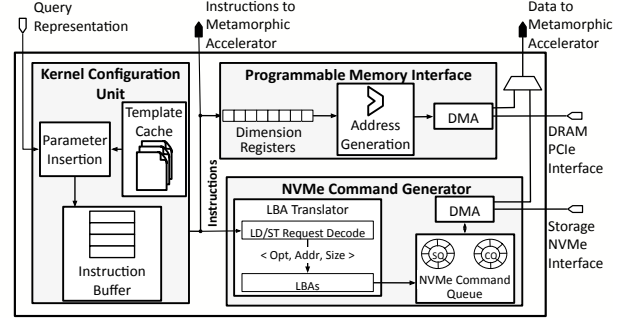 Query
Representation
Instructions to
Metamorphic
Accelerator
Data to
Metamorphic
Accelerator
Kernel Configuration
Unit
Template
Cache
Parameter
Insertion
Instruction
Buffer
Instructions
Programmable Memory Interface
Dimension
Registers
Address
Generation
DMA
DRAM
PCIe
Interface
NVMe Command Generator
LBA Translator
LD/ST Request Decode
< Opt, Addr, Size >
LBAs
DMA
SQ
CQ
NVMe Command
Queue
Storage
NVMe
Interface